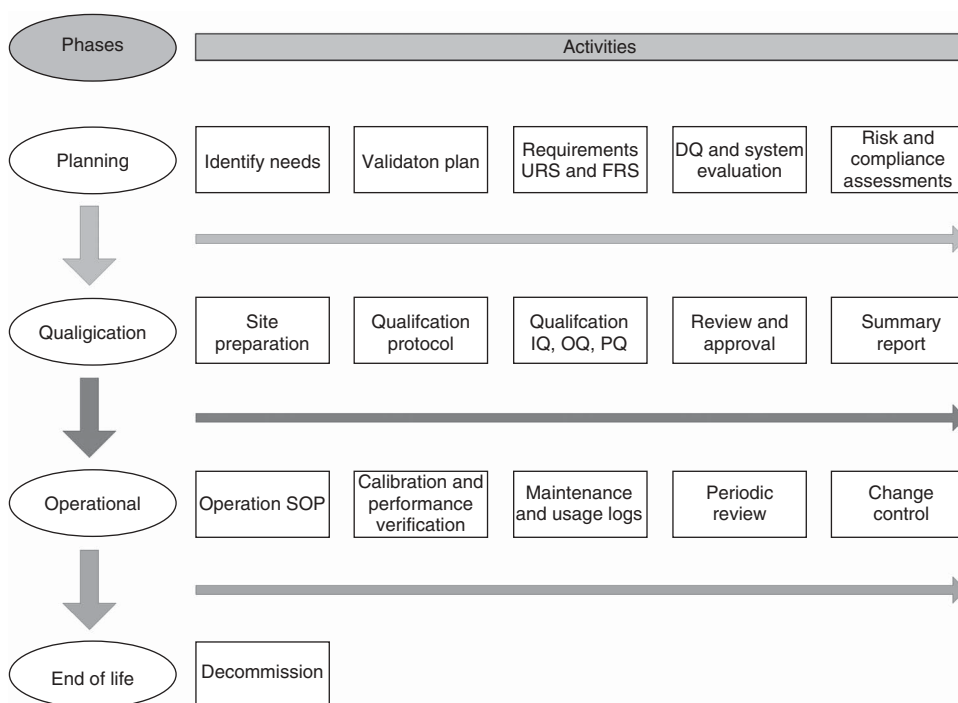 Phases
Activities
Planning
Identify needs
Validaton plan
Requirements
URS and FRS
DQ and system
evaluation
Risk and
compliance
assessments
Qualigication
Site
preparation
Qualifcation
protocol
Qualifcation
IQ, OQ, PQ
Review and
approval
Summary
report
Operational
Operation SOP
Calibration and
performance
verification
Maintenance
and usage logs
Periodic
review
Change
control
End of life
Decommission